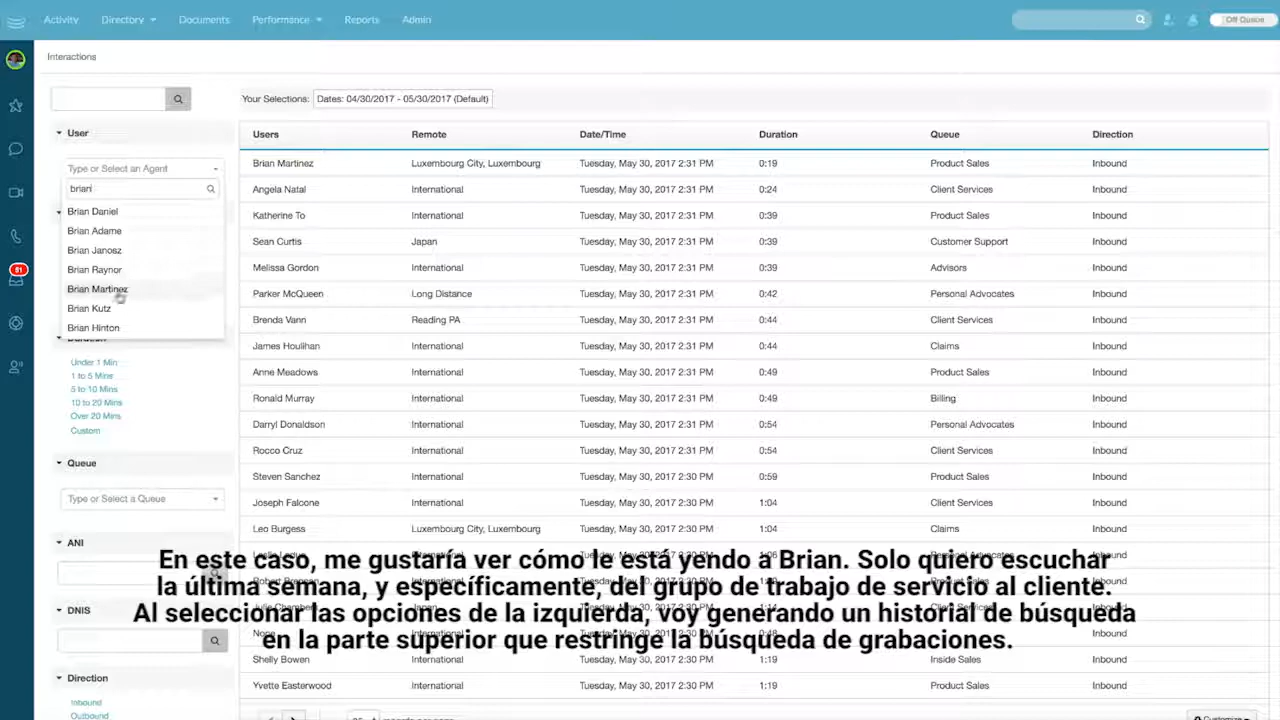 Activity Directory Documents Performance Reports Admin
Off Queue
Interactions
Your Selections: Dates: 04/30/2017 - 05/30/2017 (Default)
User
Type or Select an Agent
brian
Brian Daniel
Brian Adame
Brian Janosz
Brian Raynor
Brian Martinez
Brian Kutz
Brian Hinton
Under 1 Min
1 to 5 Mins
5 to 10 Mins
10 to 20 Mins
Over 20 Mins
Custom
Queue
Type or Select a Queue
ANI
DNIS
Direction
Inbound
Outbound
81
Users Remote Date/Time Duration Queue Direction
Brian Martinez Luxembourg City, Luxembourg Tuesday, May 30, 2017 2:31 PM 0:19 Product Sales Inbound
Angela Natal International Tuesday, May 30, 2017 2:31 PM 0:24 Client Services Inbound
Katherine To International Tuesday, May 30, 2017 2:31 PM 0:39 Product Sales Inbound
Sean Curtis Japan Tuesday, May 30, 2017 2:31 PM 0:39 Customer Support Inbound
Melissa Gordon International Tuesday, May 30, 2017 2:31 PM 0:39 Advisors Inbound
Parker McQueen Long Distance Tuesday, May 30, 2017 2:31 PM 0:42 Personal Advocates Inbound
Brenda Vann Reading PA Tuesday, May 30, 2017 2:31 PM 0:44 Client Services Inbound
James Houlihan International Tuesday, May 30, 2017 2:31 PM 0:44 Claims Inbound
Anne Meadows International Tuesday, May 30, 2017 2:31 PM 0:49 Product Sales Inbound
Ronald Murray International Tuesday, May 30, 2017 2:31 PM 0:49 Billing Inbound
Darryl Donaldson International Tuesday, May 30, 2017 2:31 PM 0:54 Personal Advocates Inbound
Rocco Cruz International Tuesday, May 30, 2017 2:31 PM 0:54 Client Services Inbound
Steven Sanchez International Tuesday, May 30, 2017 2:30 PM 0:59 Product Sales Inbound
Joseph Falcone International Tuesday, May 30, 2017 2:30 PM 1:04 Client Services Inbound
Leo Burgess Luxembourg City, Luxembourg Tuesday, May 30, 2017 2:30 PM 1:04 Claims Inbound
En este caso, me gustaría ver cómo le está yendo a Brian. Solo quiero escuchar
la última semana, y específicamente, del grupo de trabajo de servicio al cliente.
Al seleccionar las opciones de la izquierda, voy generando un historial de búsqueda
en la parte superior que restringe la búsqueda de grabaciones.
Shelly Bowen International Tuesday, May 30, 2017 2:30 PM 1:19 Inside Sales Inbound
Yvette Easterwood International Tuesday, May 30, 2017 2:30 PM 1:19 Product Sales Inbound